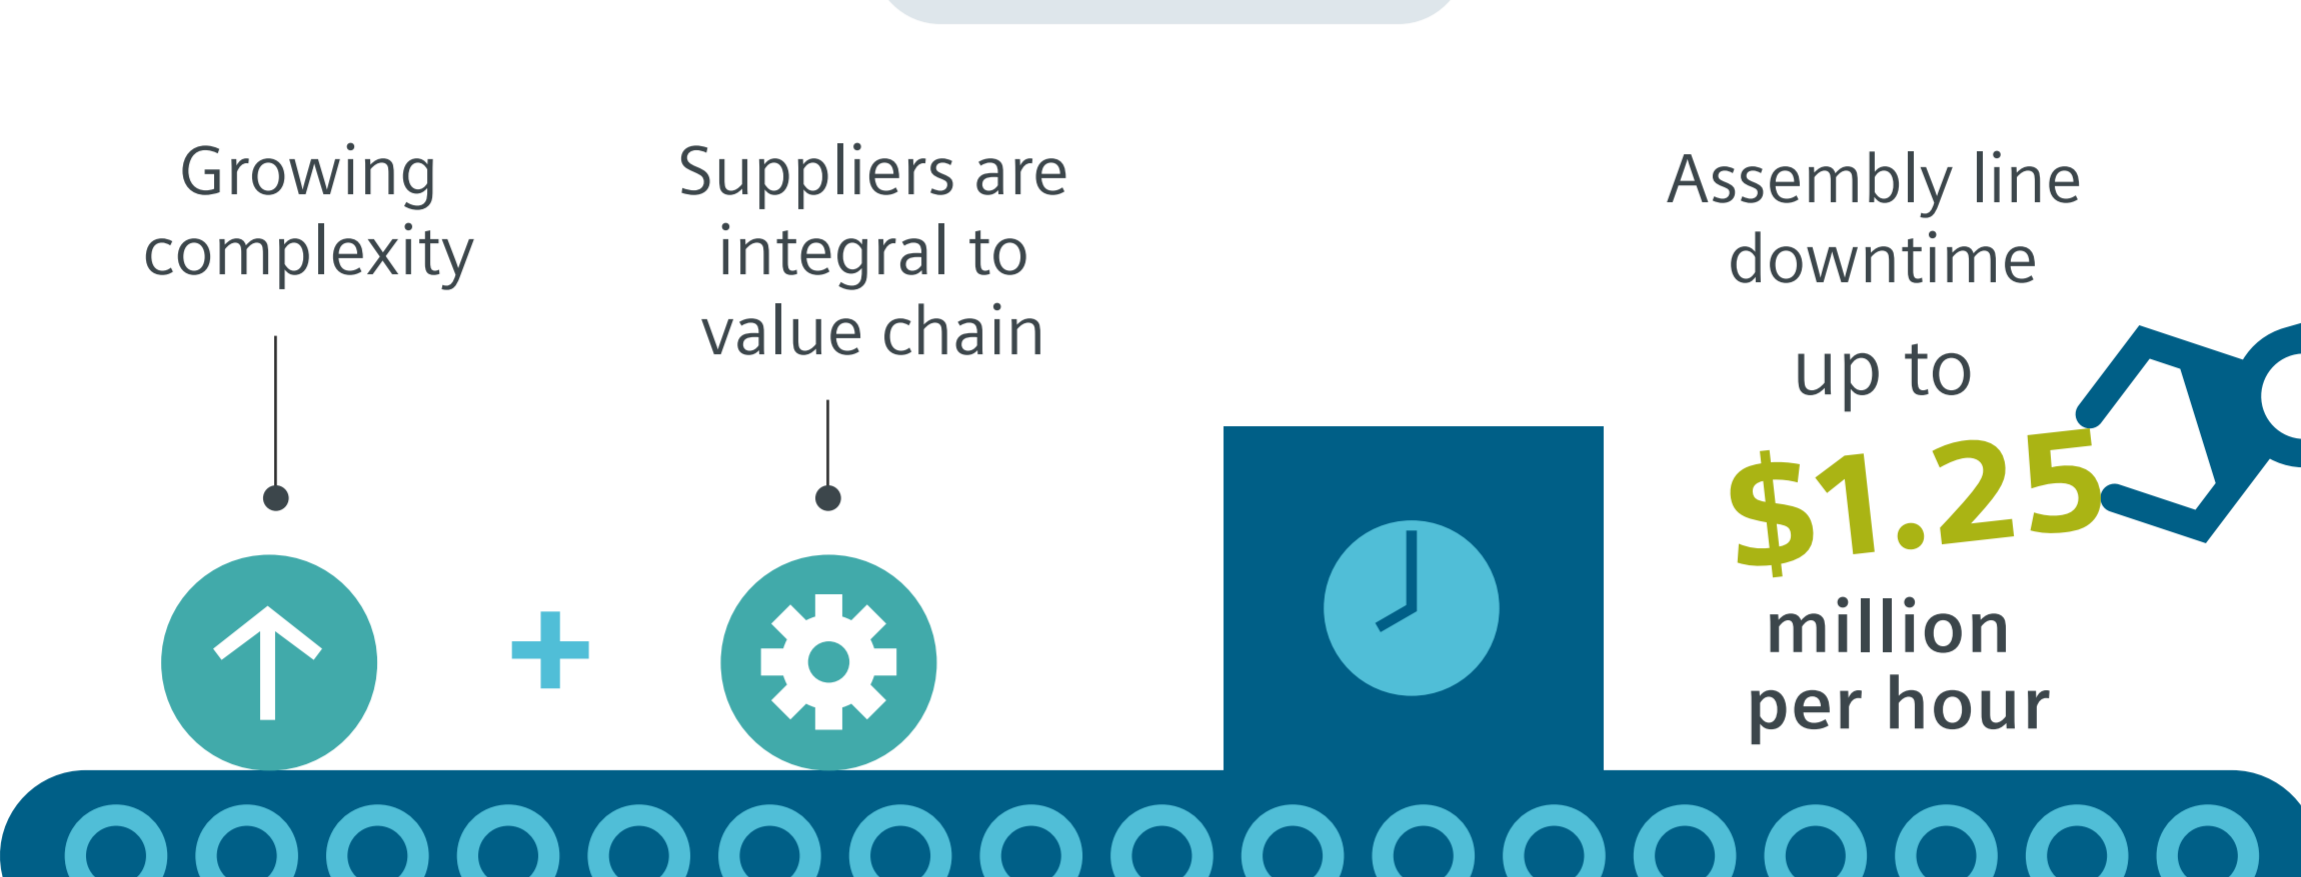 Growing
complexity
Suppliers are
integral to
value chain
Assembly line
downtime
up to
$1.25
million
per hour